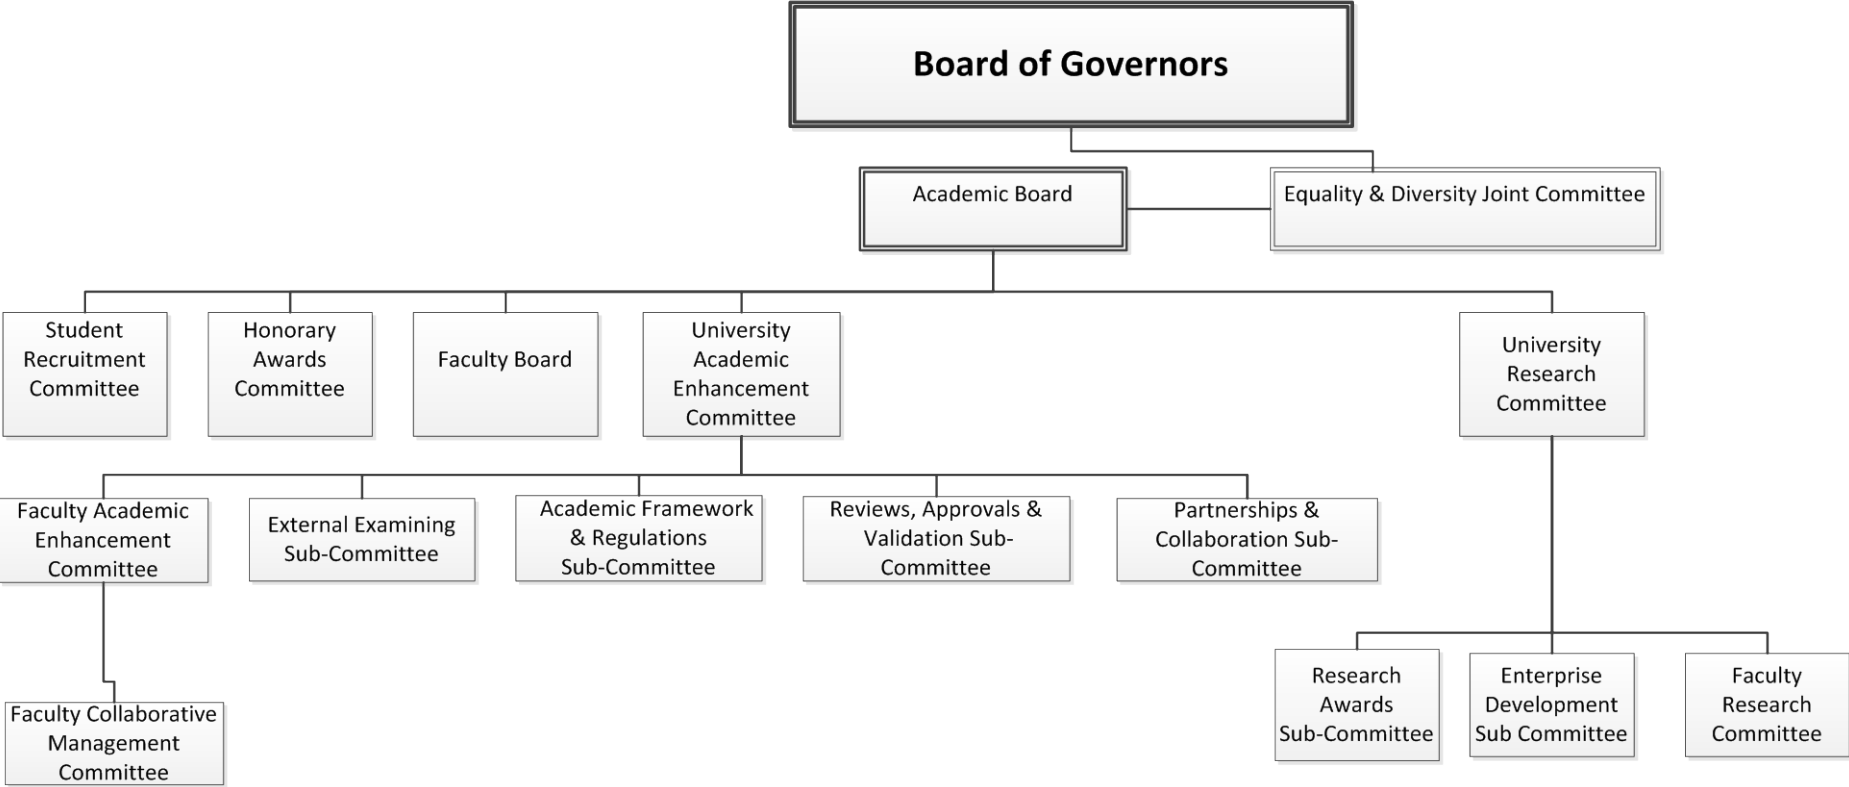 Board of Governors
Academic Board
Equality & Diversity Joint Committee
Student
Recruitment
Committee
Honorary
Awards
Committee
Faculty Board
University
Academic
Enhancement
Committee
University
Research
Committee
Faculty Academic
Enhancement
Committee
External Examining
Sub-Committee
Academic Framework
& Regulations
Sub-Committee
Reviews, Approvals &
Validation Sub-
Committee
Partnerships &
Collaboration Sub-
Committee
Research
Awards
Sub-Committee
Enterprise
Development
Sub Committee
Faculty
Research
Committee
Faculty Collaborative
Management
Committee